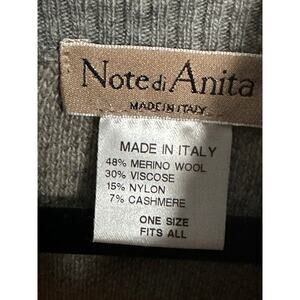 Note di Anita
MADE IN ITALY
MADE IN ITALY
48% MERINO WOOL
30% VISCOSE
15% NYLON
7% CASHMERE
ONE SIZE
FITS ALL